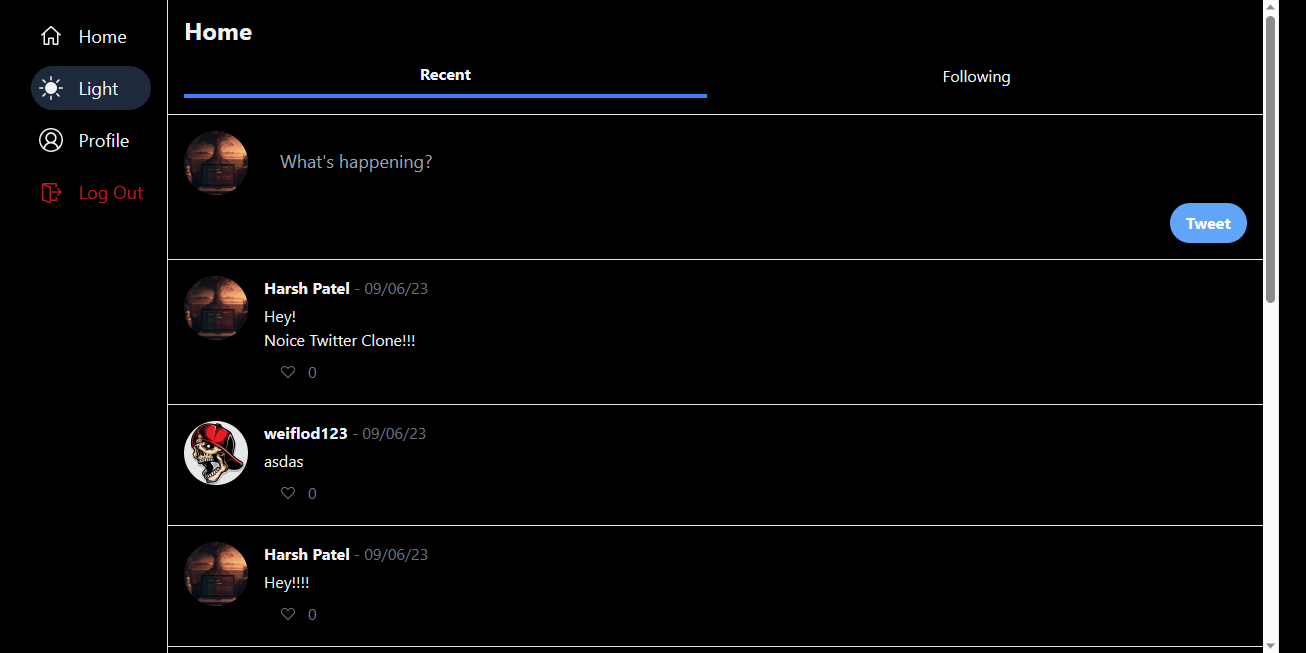 Home
Light
Profile
Log Out
Home
Recent
Following
What's happening?
Tweet
Harsh Patel - 09/06/23
Hey!
Noice Twitter Clone!!!
0
weiflod123 - 09/06/23
asdas
0
Harsh Patel - 09/06/23
Hey!!!!
0